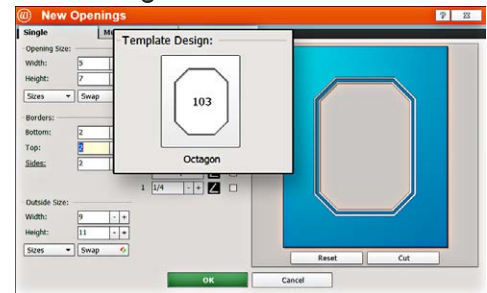 New Openings
? 
Single
M
Template Design:
103
Octagon
Opening Size:
Width: 5
Height: 7
Sizes Swap
Borders:
Bottom: 2
Top: 2
Sides: 2
1 1/4 - +
Outside Size:
Width: 9 - +
Height: 11 - +
Sizes Swap
Reset Cut
OK Cancel